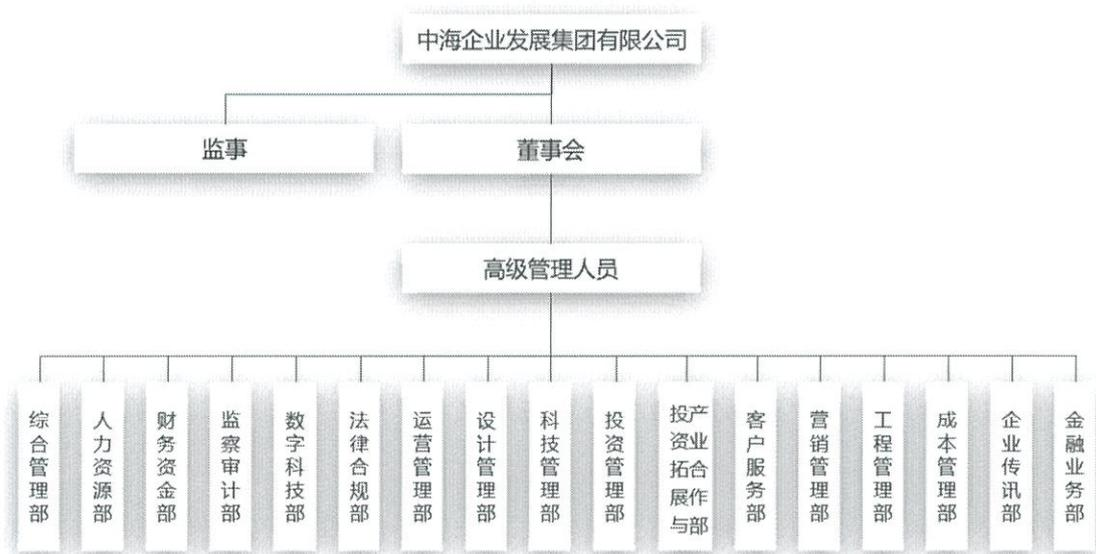 中海企业发展集团有限公司
监事
董事会
高级管理人员
综合管理部
人力资源部
财务资金部
监察审计部
数字科技部
法律合规部
运营管理部
设计管理部
科技管理部
投资管理部
投资拓展与
产业合作部
客户服务部
营销管理部
工程管理部
成本管理部
企业传讯部
金融业务部